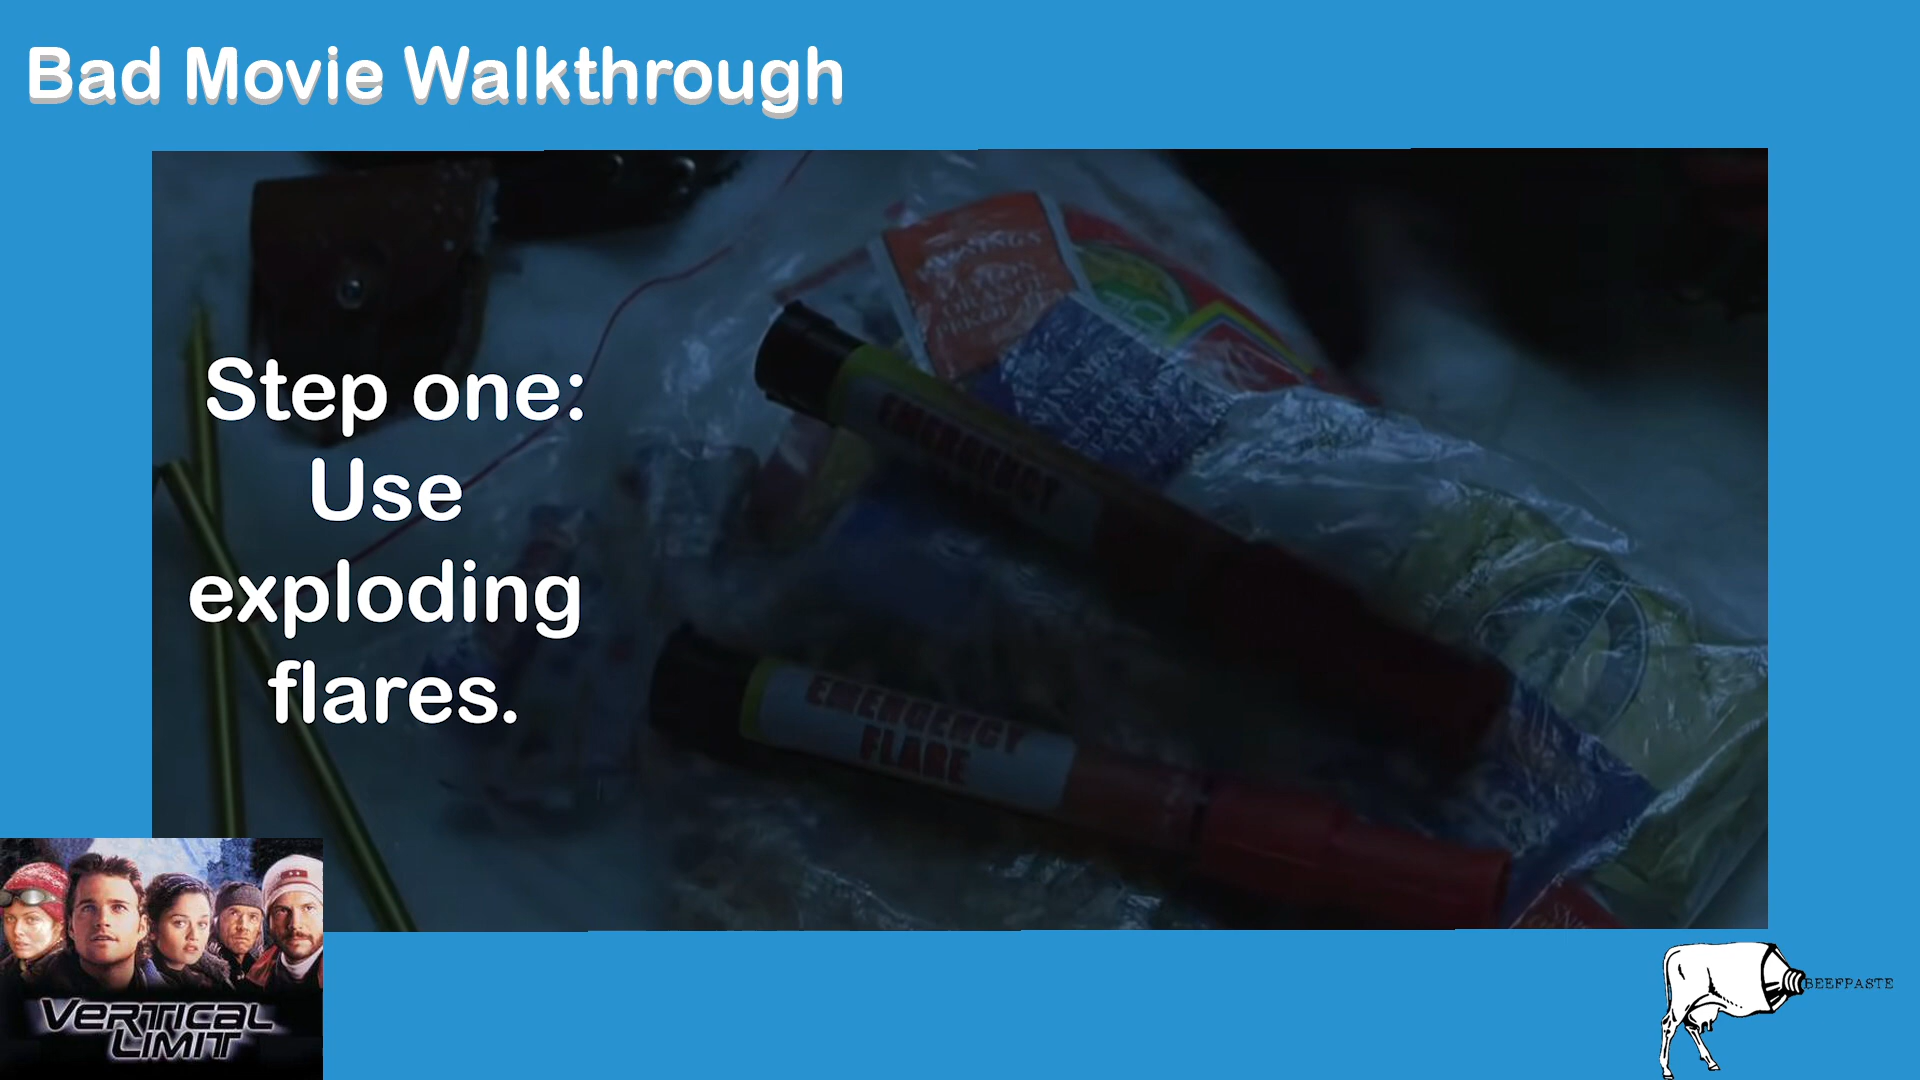 Bad Movie Walkthrough
Step one:
Use
exploding
flares.
EMERGENCY
EMERGENCY
FLARE
VERTICAL
LIMIT
BEEFPASTE